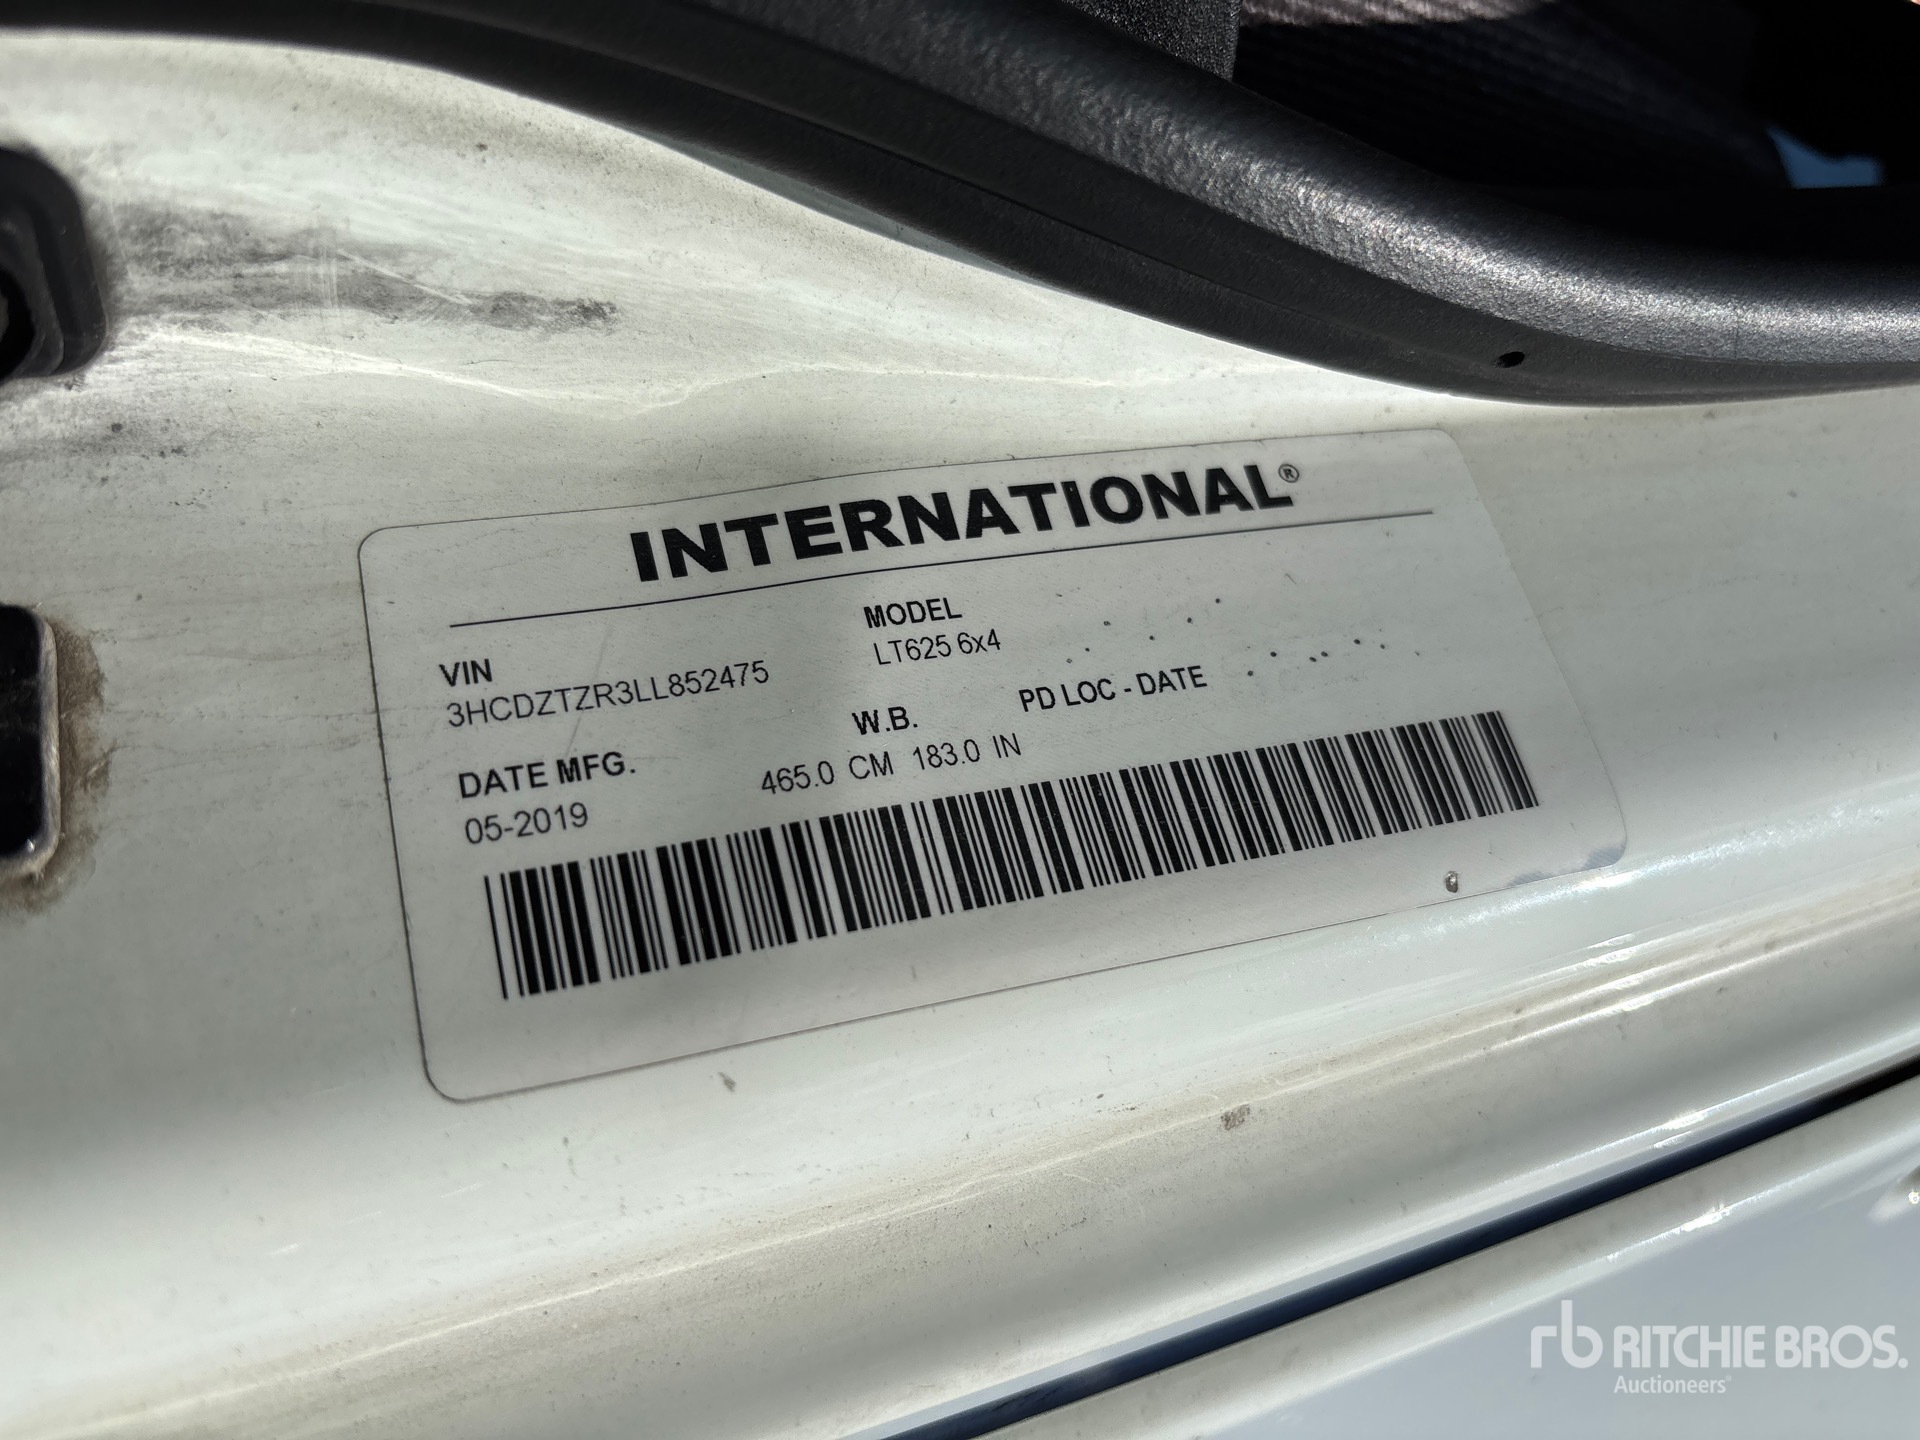 INTERNATIONAL®
VIN
3HCDZTZR3LL852475
MODEL
LT625 6x4
DATE MFG.
05-2019
W.B.
465.0 CM 183.0 IN
PD LOC - DATE
rb RITCHIE BROS.
Auctioneers